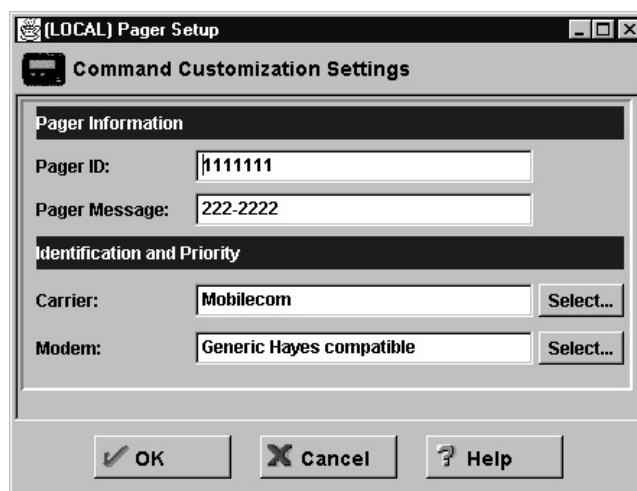 (LOCAL) Pager Setup
Command Customization Settings
Pager Information
Pager ID: 1111111
Pager Message: 222-2222
Identification and Priority
Carrier: Mobilecom Select...
Modem: Generic Hayes compatible Select...
OK Cancel Help